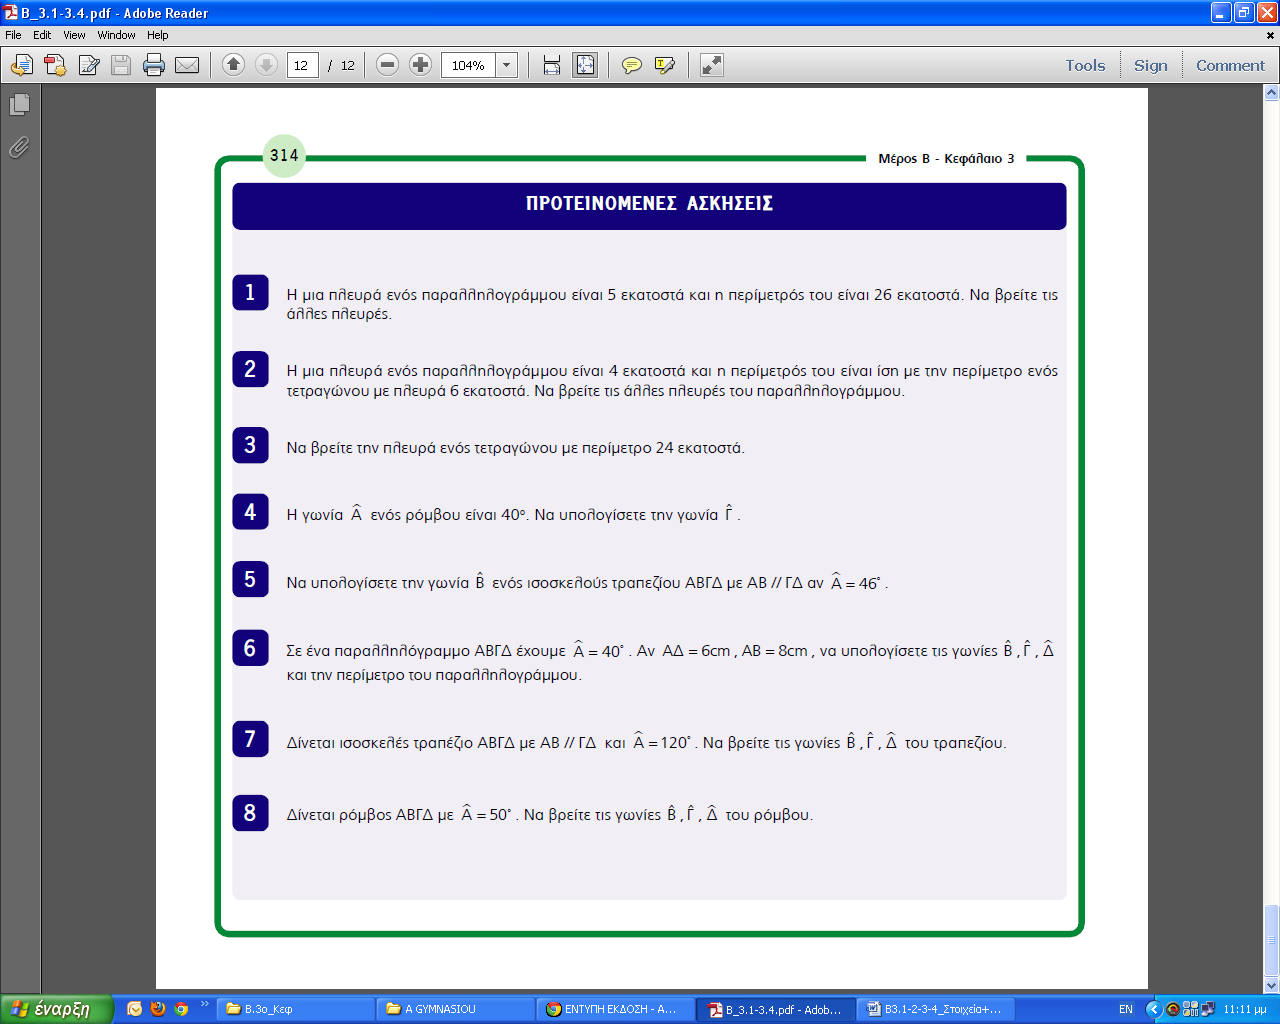 B_3.1-3.4.pdf - Adobe Reader
File Edit View Window Help
12 / 12 104% Tools Sign Comment
314
Μέρος Β - Κεφάλαιο 3
ΠΡΟΤΕΙΝΟΜΕΝΕΣ ΑΣΚΗΣΕΙΣ
1 Η μια πλευρά ενός παραλληλογράμμου είναι 5 εκατοστά και η περίμετρός του είναι 26 εκατοστά. Να βρείτε τις
άλλες πλευρές.
2 Η μια πλευρά ενός παραλληλογράμμου είναι 4 εκατοστά και η περίμετρός του είναι ίση με την περίμετρο ενός
τετραγώνου με πλευρά 6 εκατοστά. Να βρείτε τις άλλες πλευρές του παραλληλογράμμου.
3 Να βρείτε την πλευρά ενός τετραγώνου με περίμετρο 24 εκατοστά.
4 Η γωνία Â ενός ρόμβου είναι 40°. Να υπολογίσετε την γωνία Γ̂ .
5 Να υπολογίσετε την γωνία Β̂ ενός ισοσκελούς τραπεζίου ΑΒΓΔ με ΑΒ // ΓΔ αν Α̂ = 46° .
6 Σε ένα παραλληλόγραμμο ΑΒΓΔ έχουμε Α̂ = 40° . Αν ΑΔ = 6cm , ΑΒ = 8cm , να υπολογίσετε τις γωνίες Β̂ , Γ̂ , Δ̂
και την περίμετρο του παραλληλογράμμου.
7 Δίνεται ισοσκελές τραπέζιο ΑΒΓΔ με ΑΒ // ΓΔ και Α̂ = 120° . Να βρείτε τις γωνίες Β̂ , Γ̂ , Δ̂ του τραπεζίου.
8 Δίνεται ρόμβος ΑΒΓΔ με Α̂ = 50° . Να βρείτε τις γωνίες Β̂ , Γ̂ , Δ̂ του ρόμβου.
έναρξη B.3ο_Κεφ A GYMNASIOU ΕΝΤΥΠΗ ΕΚΔΟΣΗ - Α... B_3.1-3.4.pdf - Adob... B3.1-2-3-4_Στοιχεία+... EN 11:11 μμ